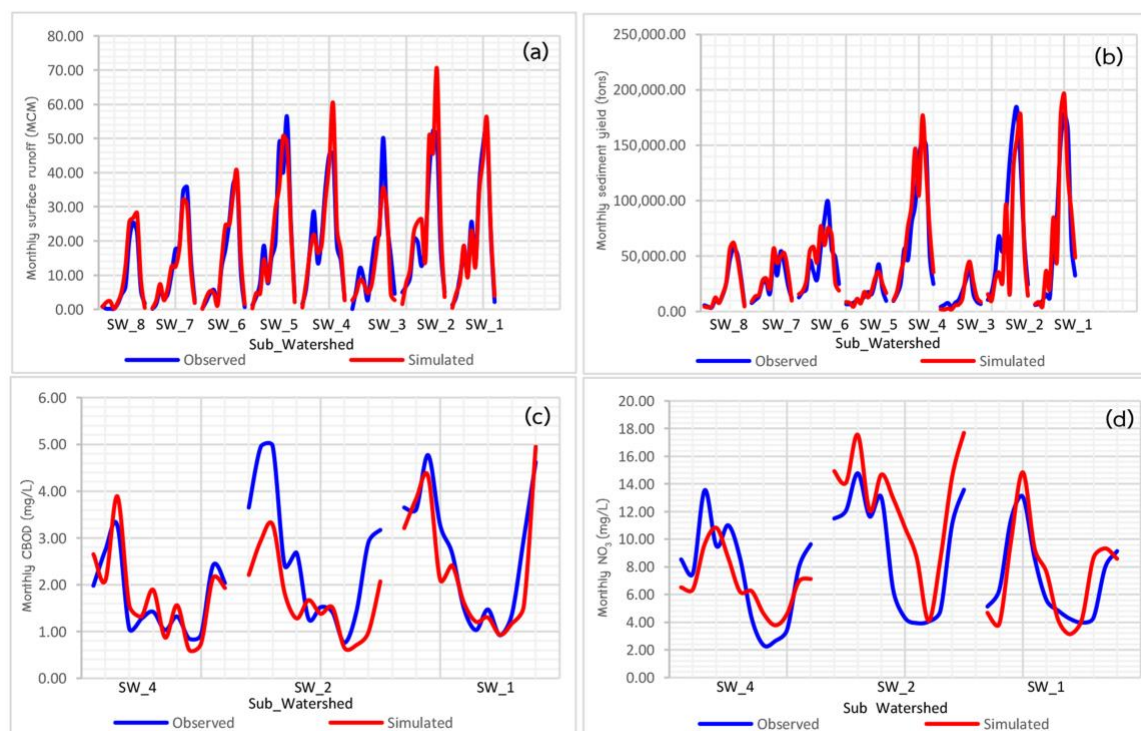 (a)
Monthly surface runoff (MCM)
80.00
70.00
60.00
50.00
40.00
30.00
20.00
10.00
0.00
SW_8 SW_7 SW_6 SW_5 SW_4 SW_3 SW_2 SW_1
Sub_Watershed
Observed Simulated
(b)
Monthly sediment yield (tons)
250,000.00
200,000.00
150,000.00
100,000.00
50,000.00
0.00
SW_8 SW_7 SW_6 SW_5 SW_4 SW_3 SW_2 SW_1
Sub_Watershed
Observed Simulated
(c)
Monthly CBOD (mg/L)
6.00
5.00
4.00
3.00
2.00
1.00
0.00
SW_4 SW_2 SW_1
Sub_Watershed
Observed Simulated
(d)
Monthly NO3 (mg/L)
20.00
18.00
16.00
14.00
12.00
10.00
8.00
6.00
4.00
2.00
0.00
SW_4 SW_2 SW_1
Sub Watershed
Observed Simulated